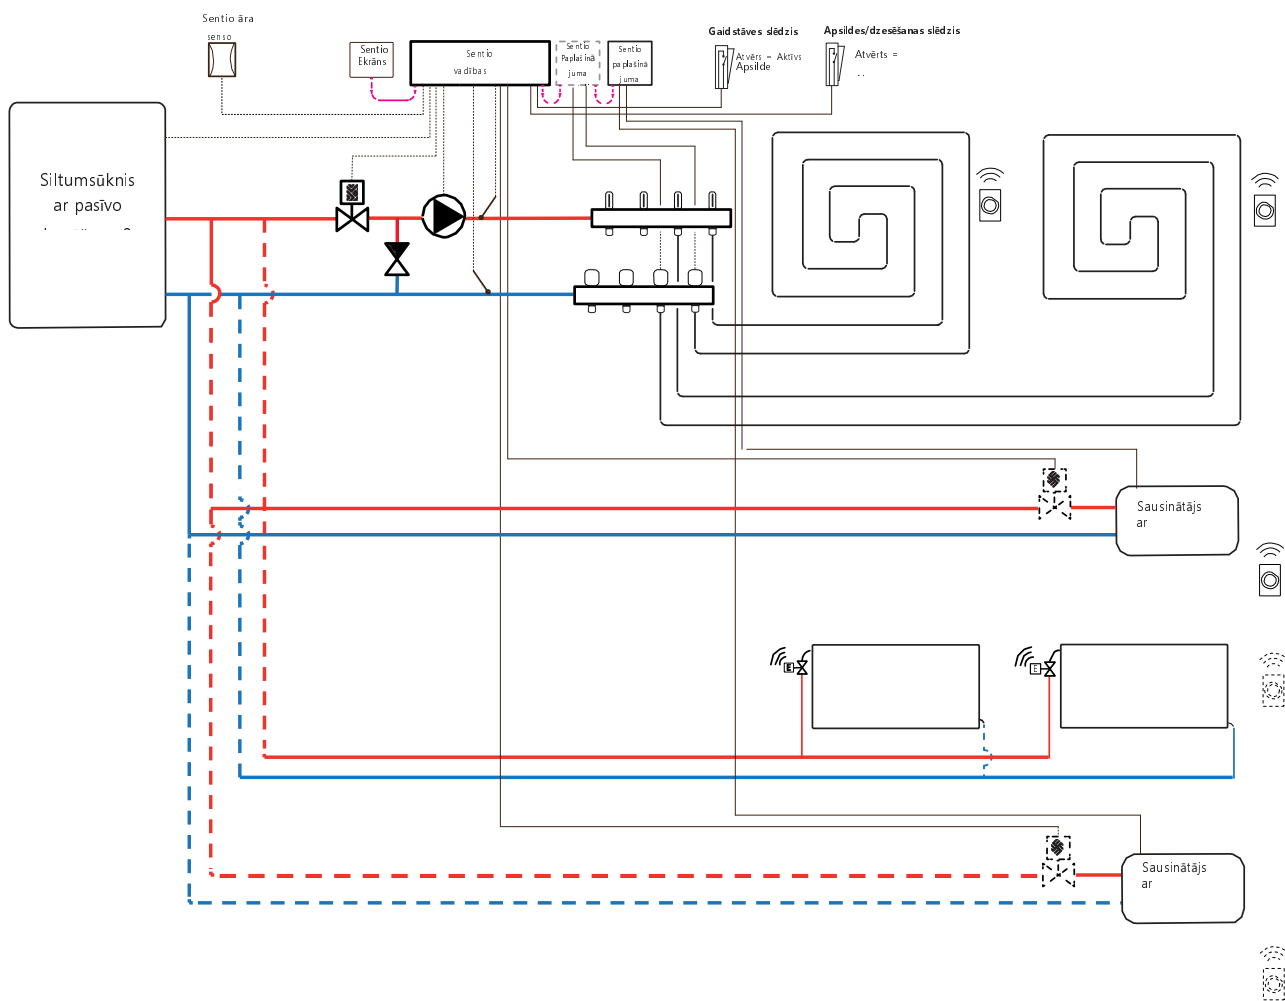 Sentio āra
senso
Sentio
Ekrāns
Sentio
vadības
Sentio
Paplašinā
juma
Sentio
paplašinā
juma
Gaidstāves slēdzis
Atvērs = Aktīvs
Apsilde
Apsildes/dzesēšanas slēdzis
Atvērts =
Siltumsūknis
ar pasīvo
Sausinātājs
ar
E
E
Sausinātājs
ar